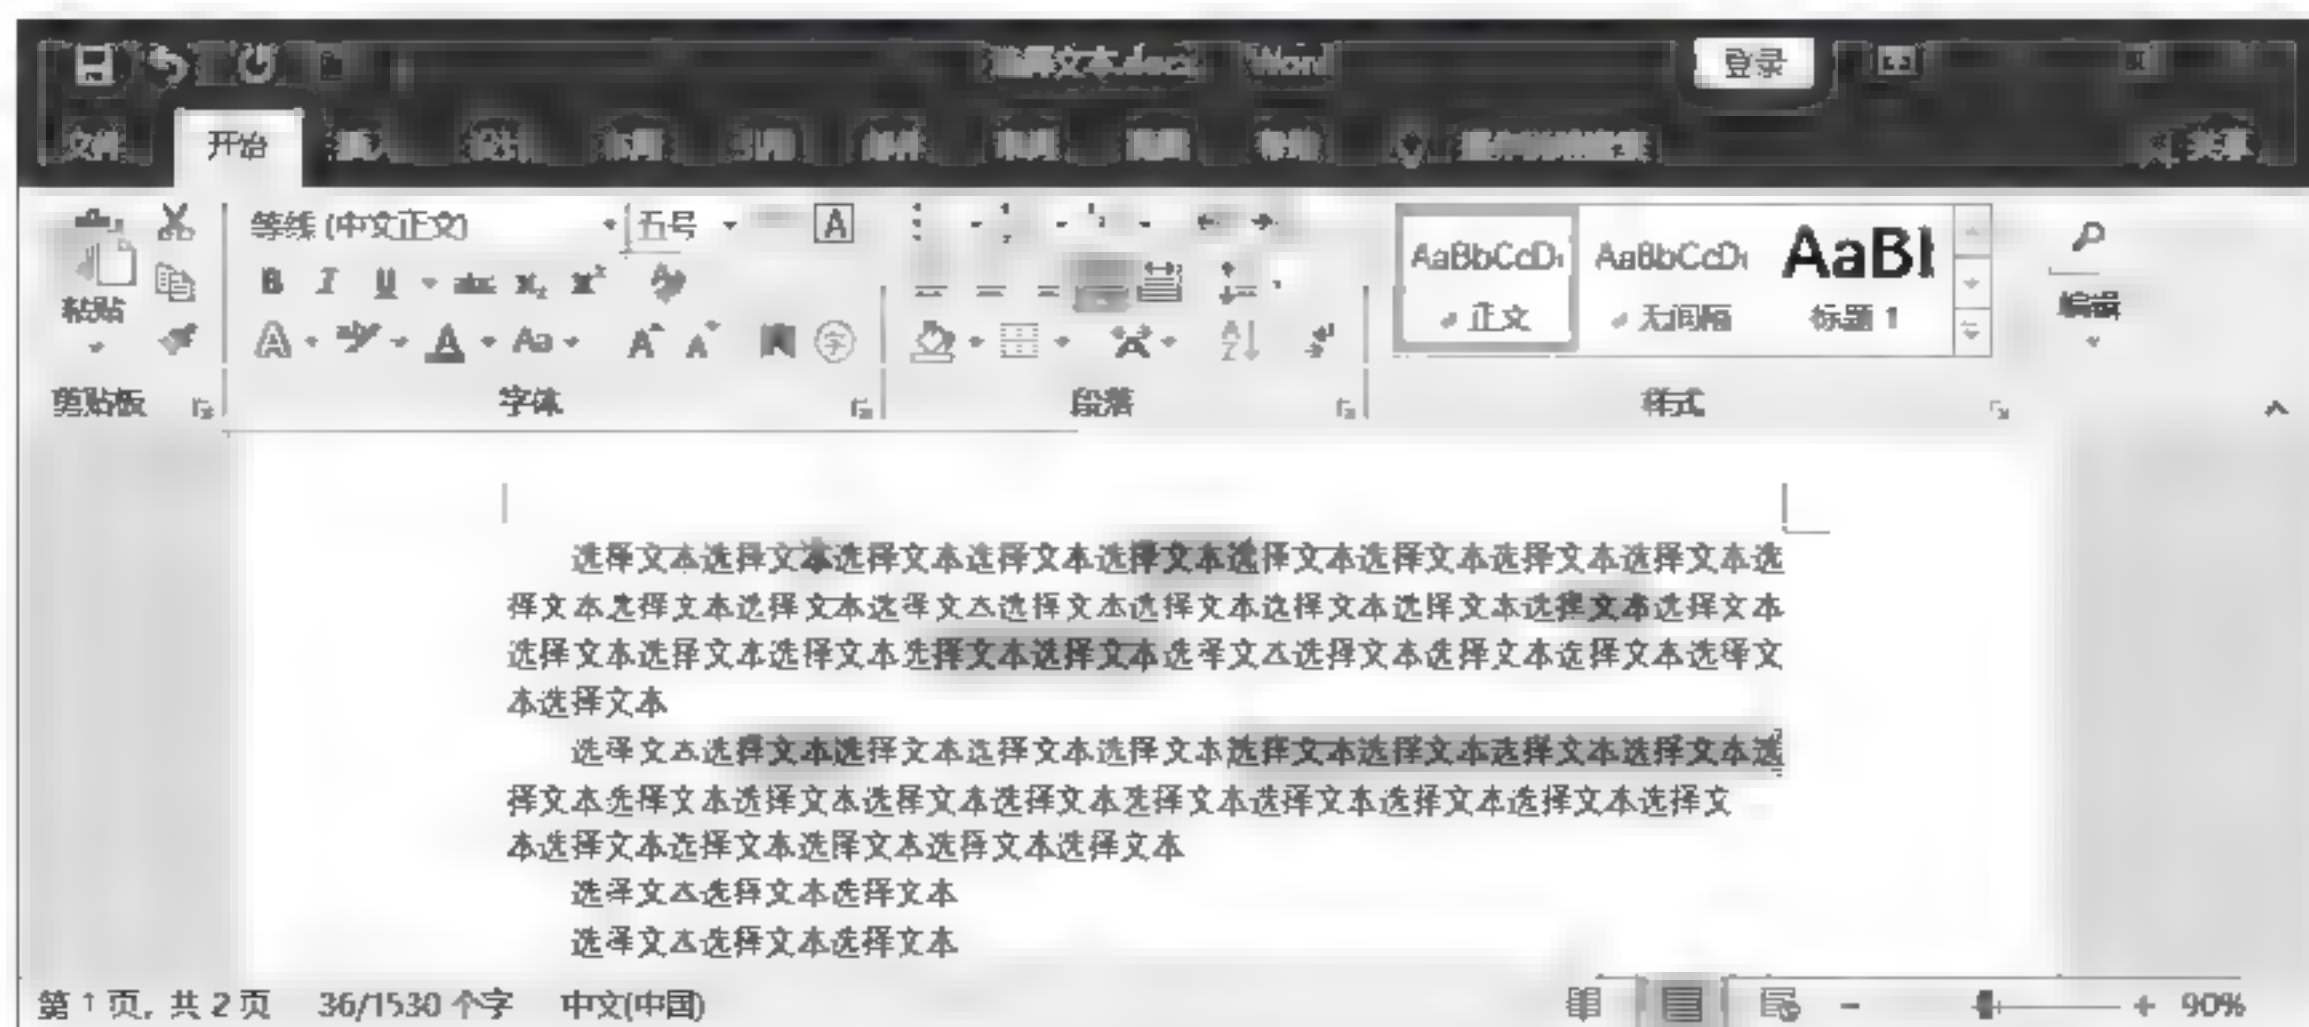 文本.docx Word 登录
文件 开始
等线 (中文正文) 五号
B I U abc x₂ x²
粘贴 A A Aa A A 字
AaBbCcDı AaBbCcDı AaBl
正文 无间隔 标题 1
编辑
剪贴板 字体 段落 样式
选择文本选择文本选择文本选择文本选择文本选择文本选择文本选择文本选择文本选
择文本选择文本选择文本选择文本选择文本选择文本选择文本选择文本选择文本选择文本
选择文本选择文本选择文本选择文本选择文本选择文本选择文本选择文本选择文本选择文
本选择文本
选择文本选择文本选择文本选择文本选择文本选择文本选择文本选择文本选择文本选
择文本选择文本选择文本选择文本选择文本选择文本选择文本选择文本选择文本选择文
本选择文本选择文本选择文本选择文本选择文本
选择文本选择文本选择文本
选择文本选择文本选择文本
第 1 页, 共 2 页 36/1530 个字 中文(中国) 90%